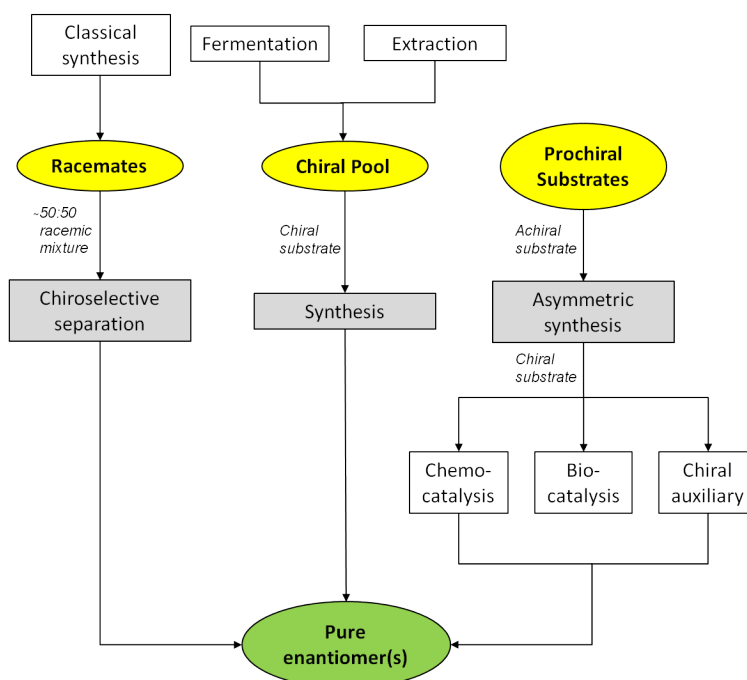 Classical
synthesis
Fermentation
Extraction
Racemates
Chiral Pool
Prochiral
Substrates
~50:50
racemic
mixture
Chiral
substrate
Achiral
substrate
Chiroselective
separation
Synthesis
Asymmetric
synthesis
Chiral
substrate
Chemo-
catalysis
Bio-
catalysis
Chiral
auxiliary
Pure
enantiomer(s)